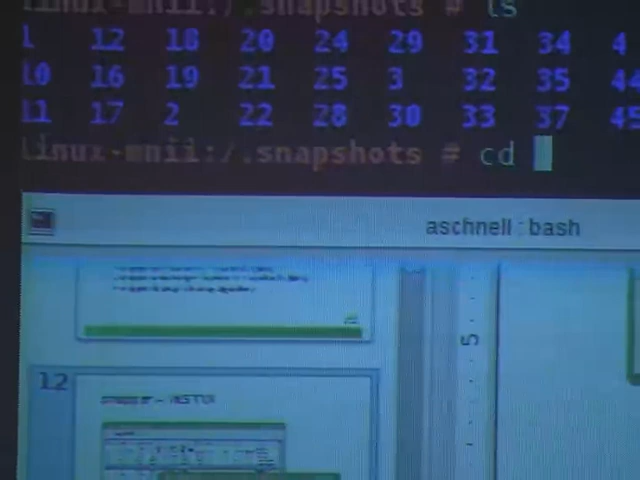 linux-mnii:/.snapshots # ls
1 12 18 20 24 29 31 34 4
10 16 19 21 25 3 32 35 44
11 17 2 22 28 30 33 37 45
linux-mnii:/.snapshots # cd
aschnell : bash
5
12
snapper –